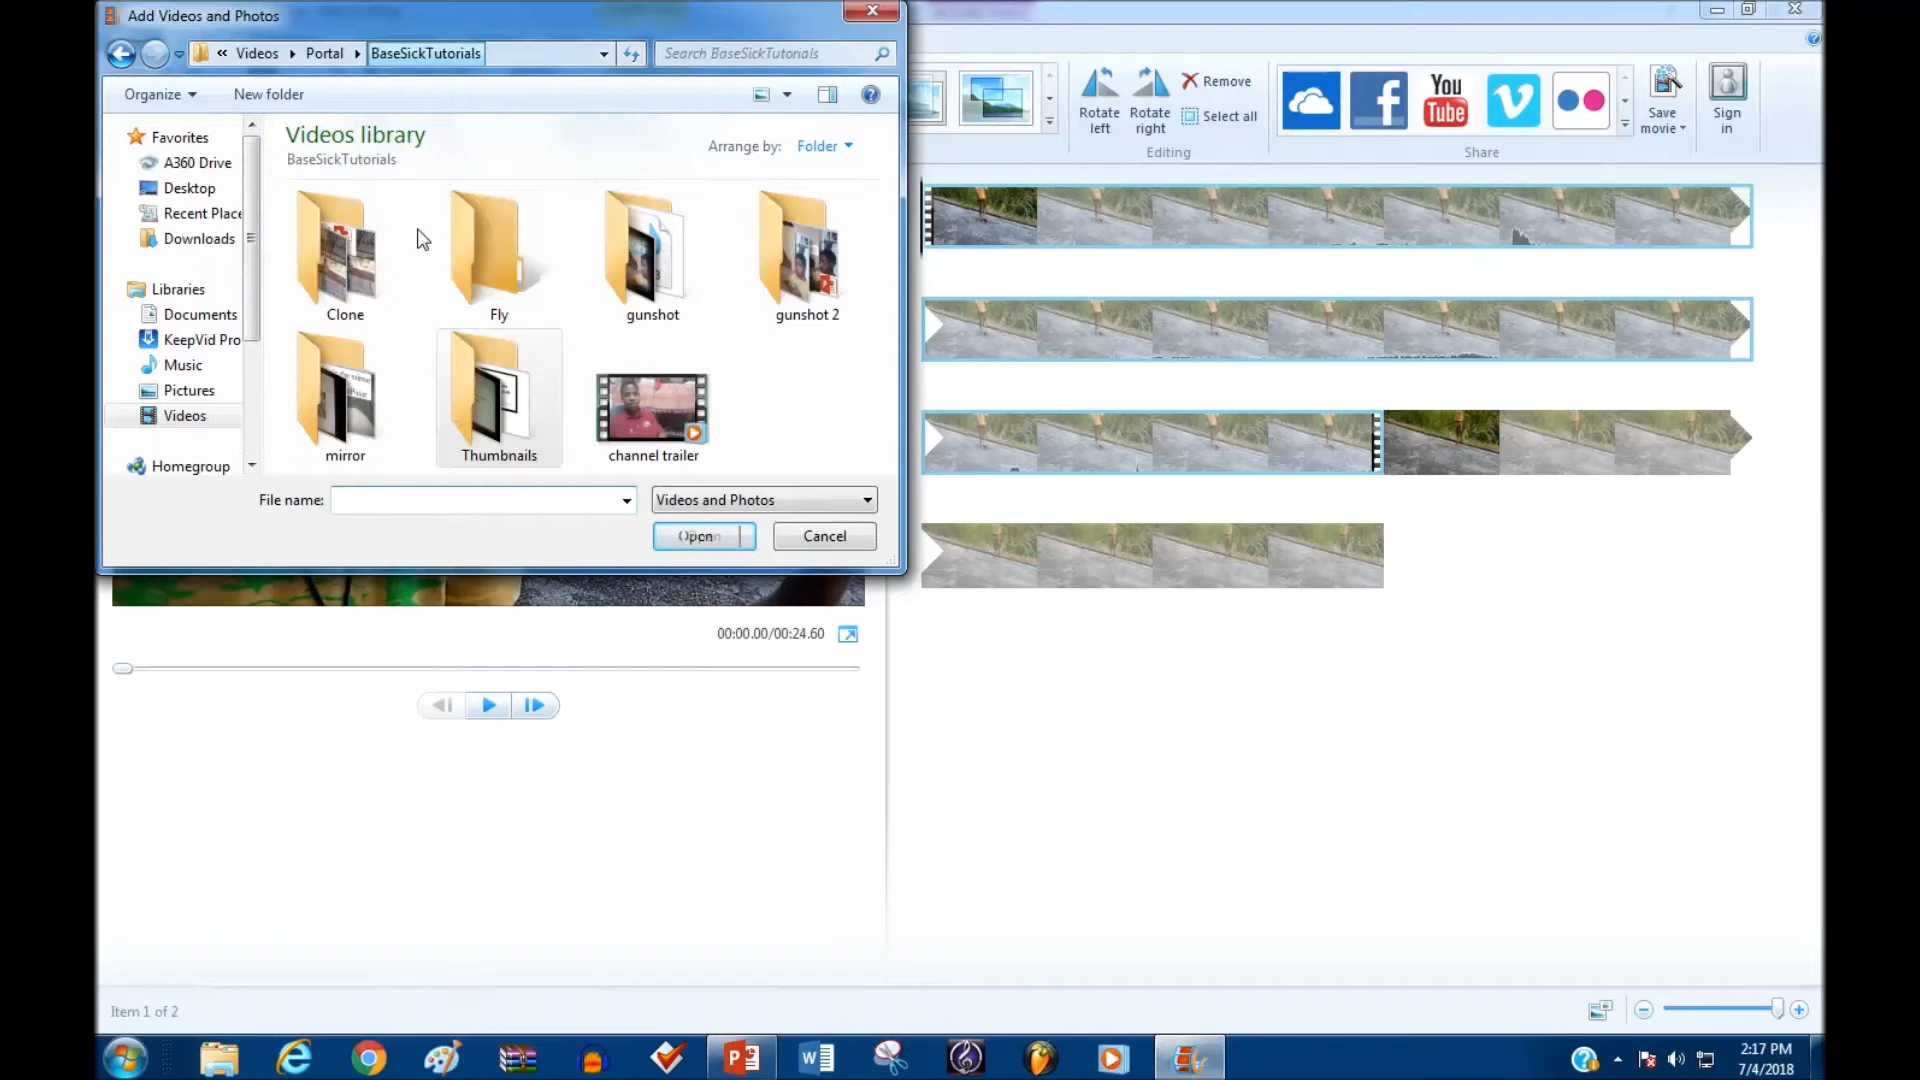 Add Videos and Photos
« Videos Portal BaseSickTutorials
Search BaseSickTutorials
Organize
New folder
Favorites
A360 Drive
Desktop
Recent Place
Downloads
Libraries
Documents
KeepVid Pro
Music
Pictures
Videos
Homegroup
Videos library
BaseSickTutorials
Arrange by: Folder
Clone
Fly
gunshot
gunshot 2
mirror
Thumbnails
channel trailer
File name:
Videos and Photos
Open
Cancel
Rotate left
Rotate right
Remove
Select all
Editing
You Tube
Share
Save movie
Sign in
00:00.00/00:24.60
Item 1 of 2
2:17 PM
7/4/2018